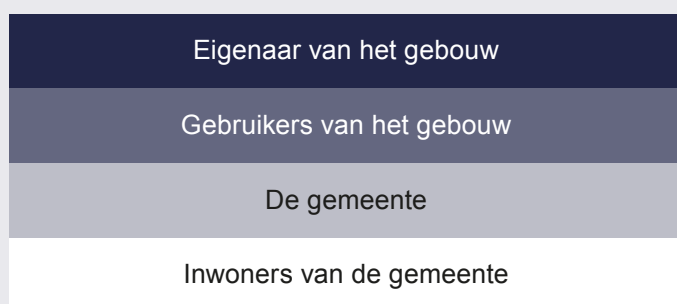 Eigenaar van het gebouw
Gebruikers van het gebouw
De gemeente
Inwoners van de gemeente